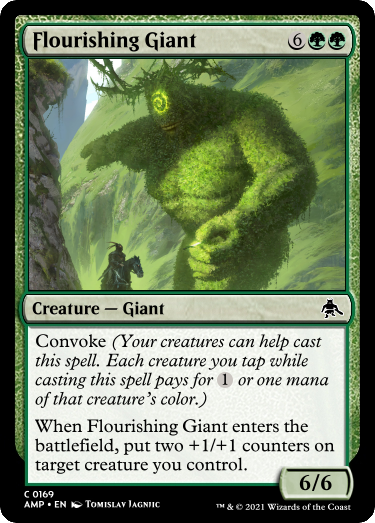 Flourishing Giant 6
Creature — Giant
Convoke (Your creatures can help cast
this spell. Each creature you tap while
casting this spell pays for 1 or one mana
of that creature's color.)
When Flourishing Giant enters the
battlefield, put two +1/+1 counters on
target creature you control.
6/6
C 0169
AMP • EN Tomislav Jagnjic
™ & © 2021 Wizards of the Coast